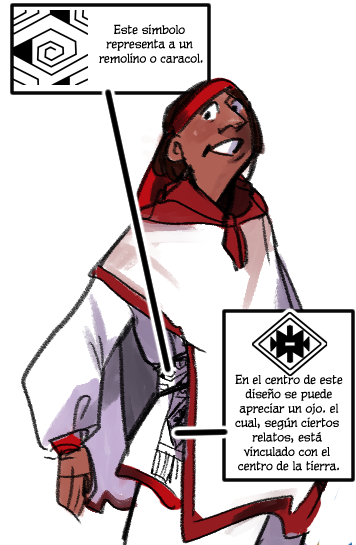 Este símbolo
representa a un
remolino o caracol.
En el centro de este
diseño se puede
apreciar un ojo. el
cual, según ciertos
relatos, está
vinculado con el
centro de la tierra.